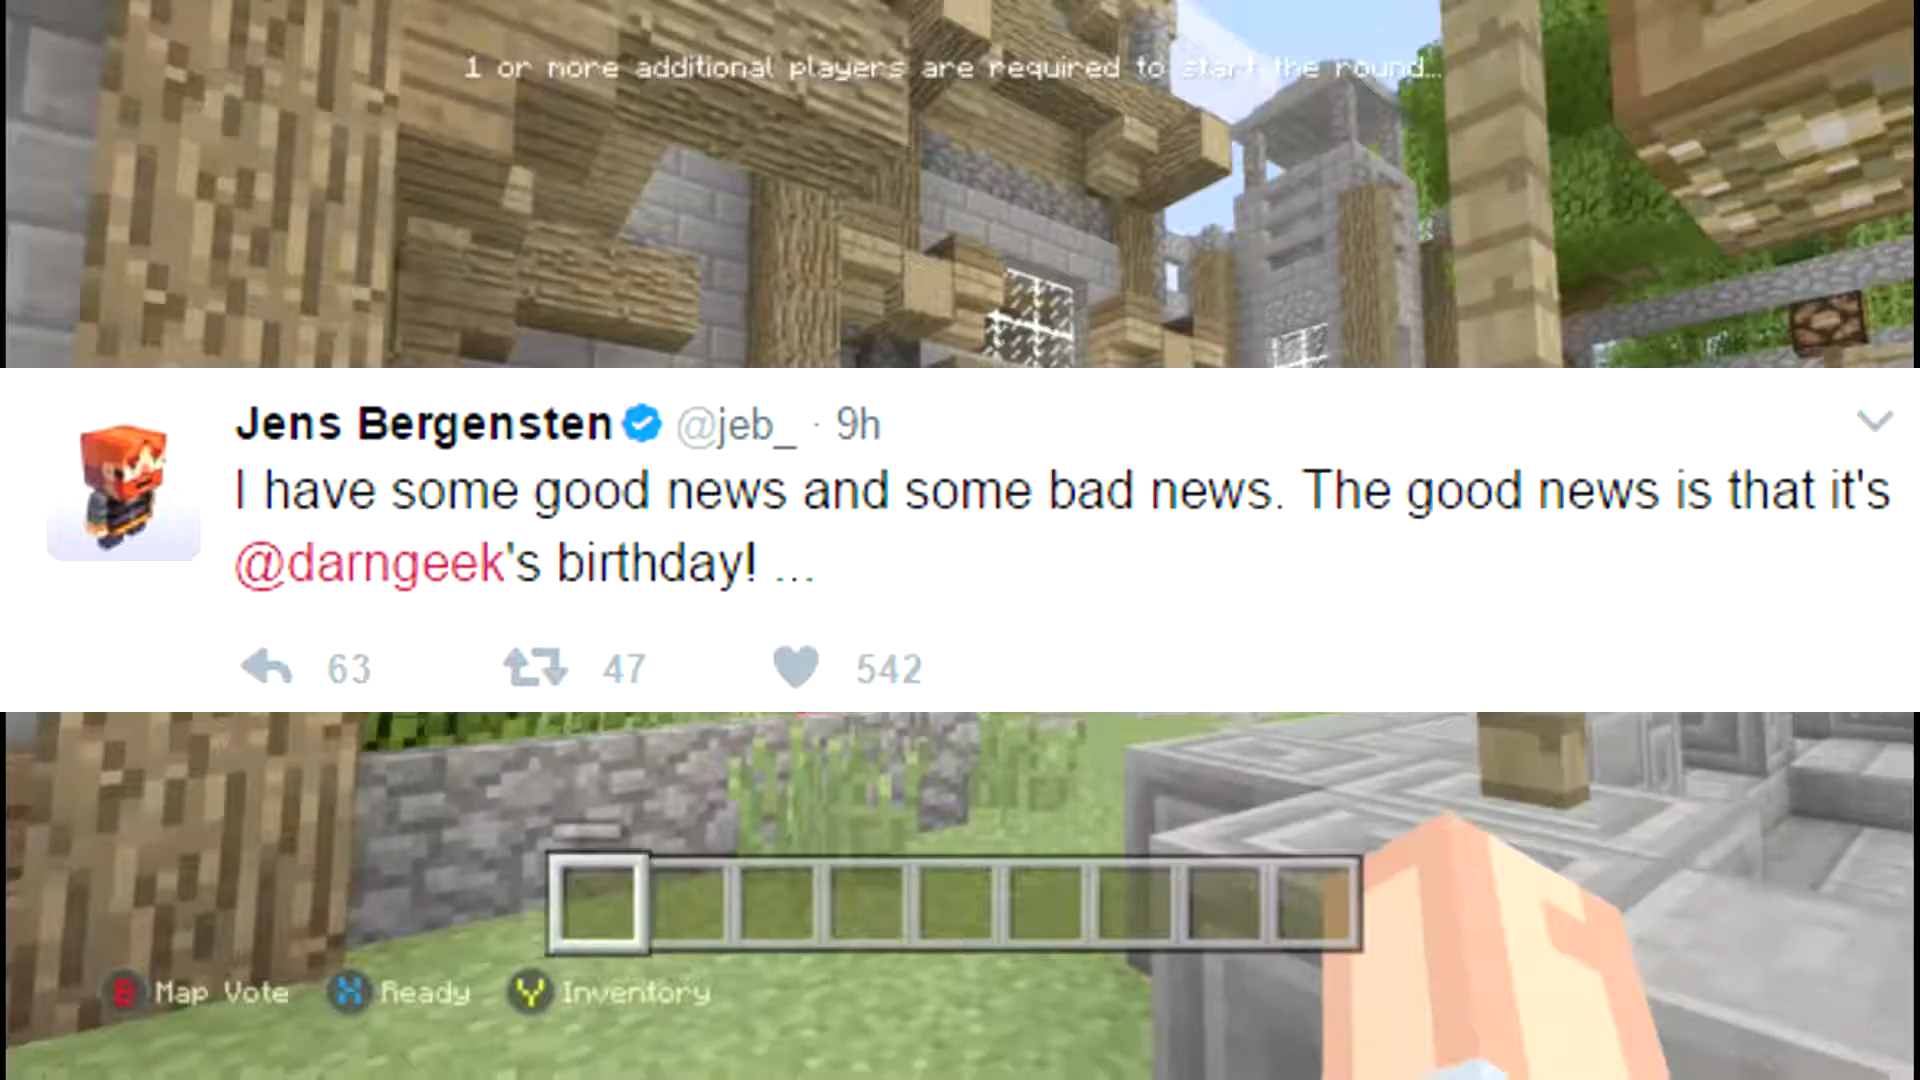 1 or more additional players are required to start the round...
Jens Bergensten @jeb_ · 9h
I have some good news and some bad news. The good news is that it's
@darngeek's birthday! ...
63 47 542
B Map Vote X Ready Y Inventory